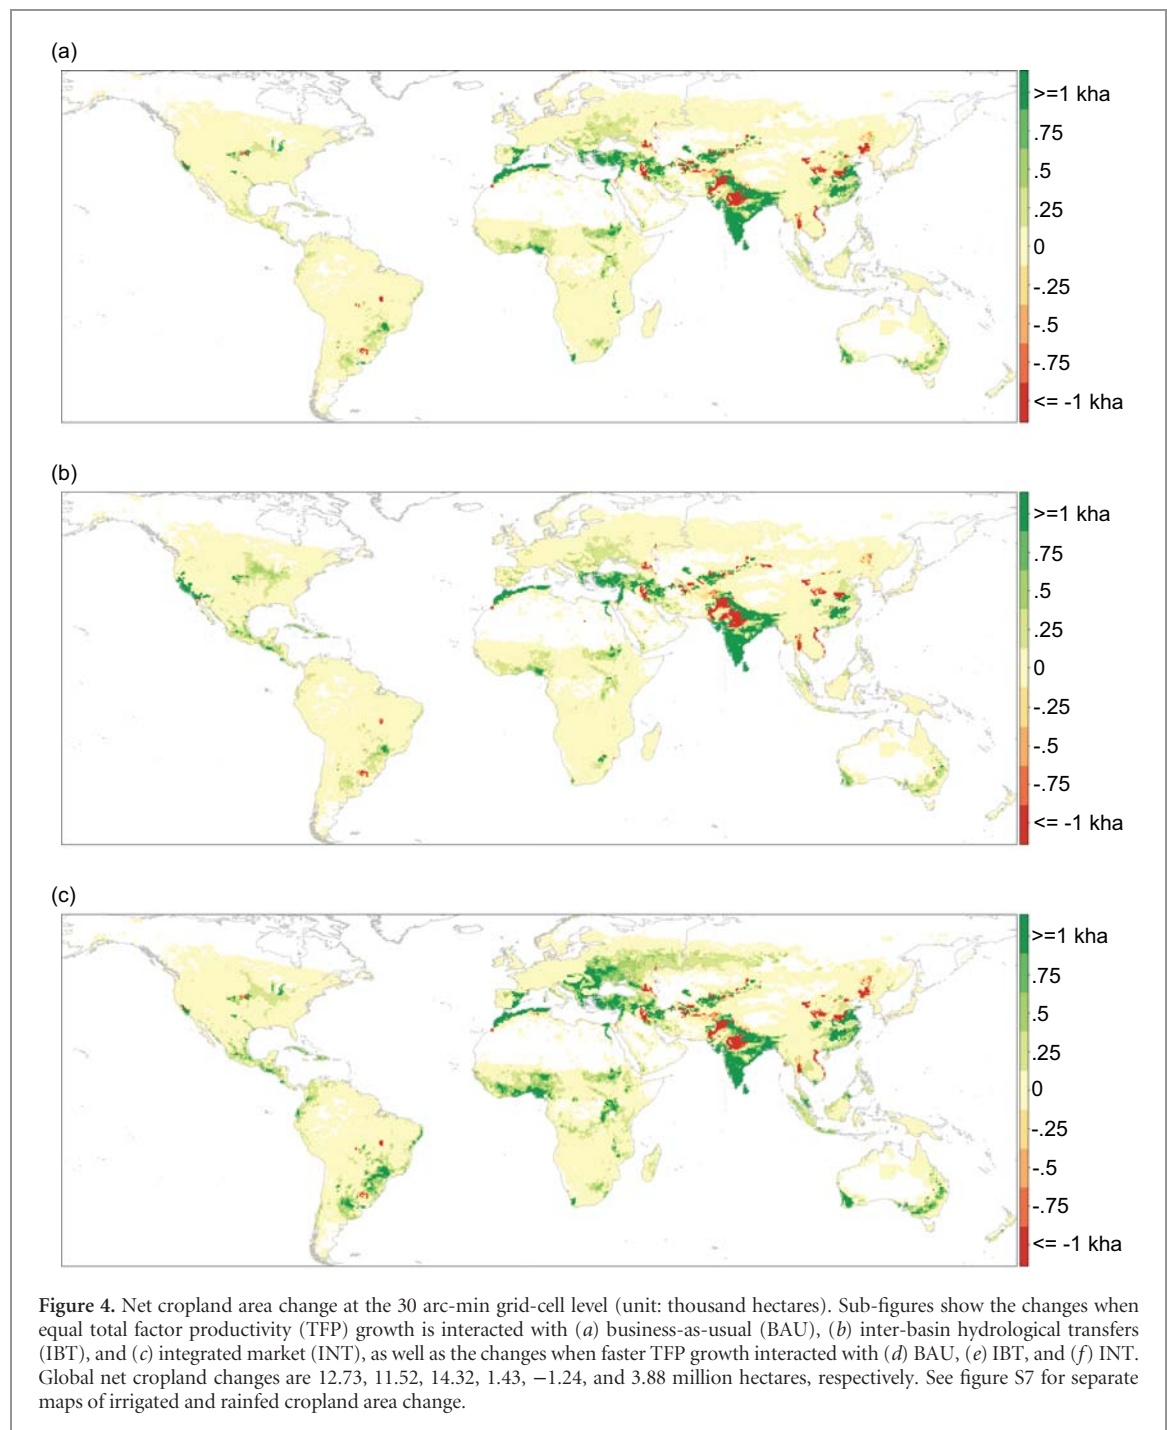 (a)
>=1 kha
.75
.5
.25
0
-.25
-.5
-.75
<= -1 kha
(b)
>=1 kha
.75
.5
.25
0
-.25
-.5
-.75
<= -1 kha
(c)
>=1 kha
.75
.5
.25
0
-.25
-.5
-.75
<= -1 kha
Figure 4. Net cropland area change at the 30 arc-min grid-cell level (unit: thousand hectares). Sub-figures show the changes when
equal total factor productivity (TFP) growth is interacted with (a) business-as-usual (BAU), (b) inter-basin hydrological transfers
(IBT), and (c) integrated market (INT), as well as the changes when faster TFP growth interacted with (d) BAU, (e) IBT, and (f) INT.
Global net cropland changes are 12.73, 11.52, 14.32, 1.43, −1.24, and 3.88 million hectares, respectively. See figure S7 for separate
maps of irrigated and rainfed cropland area change.